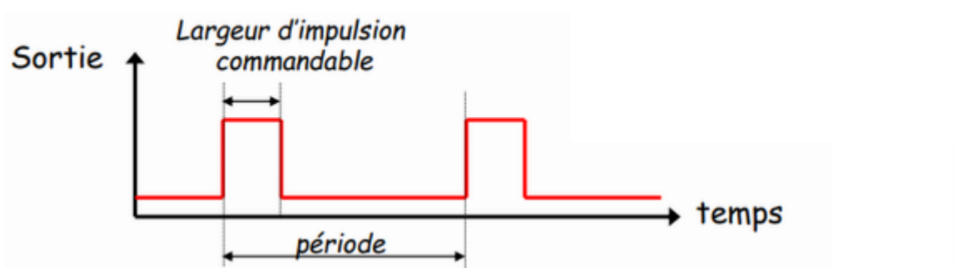 Largeur d'impulsion
commandable
Sortie
temps
période